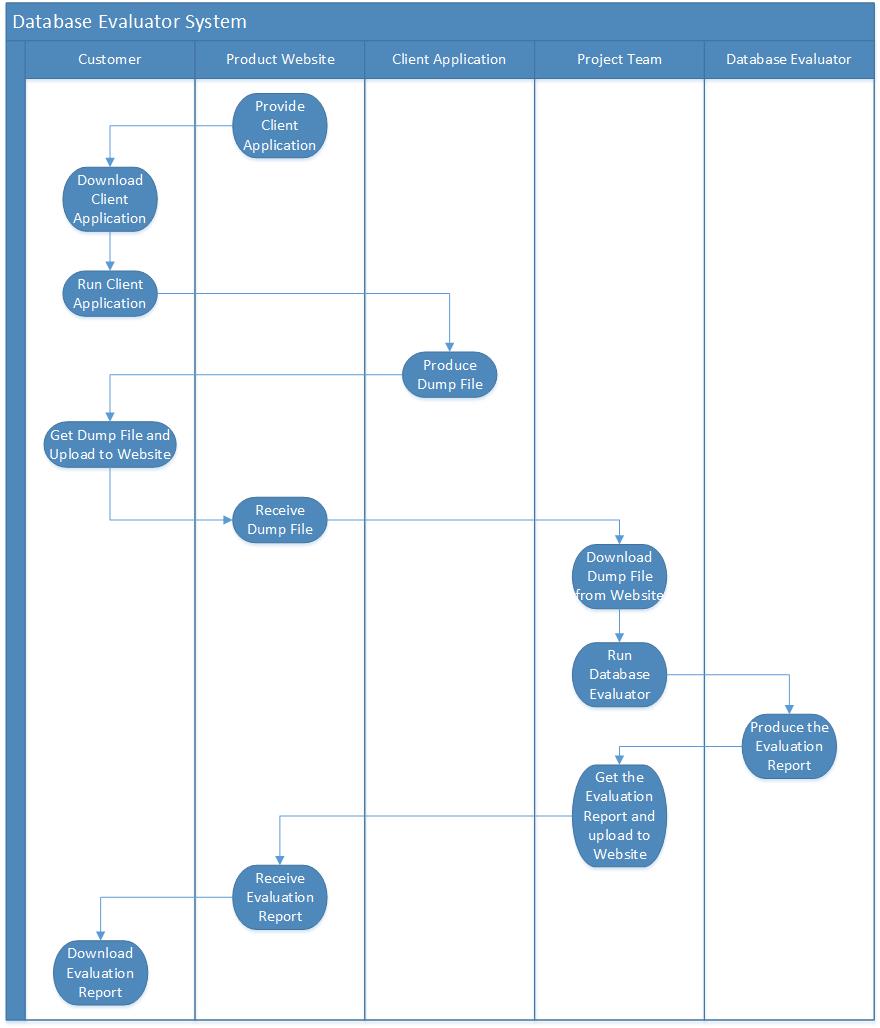 Database Evaluator System
Customer
Product Website
Client Application
Project Team
Database Evaluator
Provide
Client
Application
Download
Client
Application
Run Client
Application
Produce
Dump File
Get Dump File and
Upload to Website
Receive
Dump File
Download
Dump File
from Website
Run
Database
Evaluator
Produce the
Evaluation
Report
Get the
Evaluation
Report and
upload to
Website
Receive
Evaluation
Report
Download
Evaluation
Report